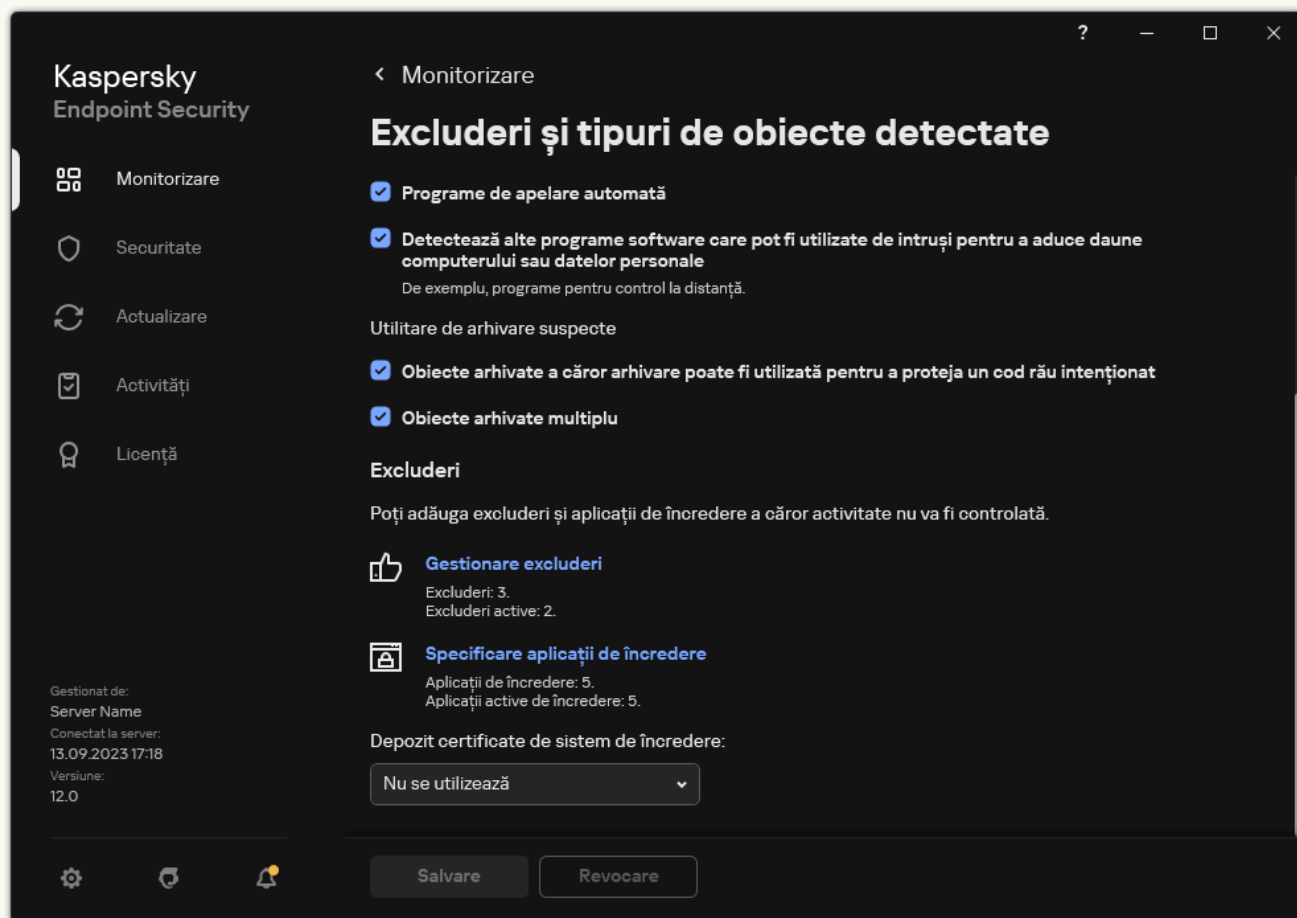 ?
Kaspersky
Endpoint Security
Monitorizare
Securitate
Actualizare
Activități
Licență
Gestionat de:
Server Name
Conectat la server:
13.09.2023 17:18
Versiune:
12.0
Monitorizare
Excluderi și tipuri de obiecte detectate
Programe de apelare automată
Detectează alte programe software care pot fi utilizate de intruși pentru a aduce daune
computerului sau datelor personale
De exemplu, programe pentru control la distanță.
Utilitare de arhivare suspecte
Obiecte arhivate a căror arhivare poate fi utilizată pentru a proteja un cod rău intenționat
Obiecte arhivate multiplu
Excluderi
Poți adăuga excluderi și aplicații de încredere a căror activitate nu va fi controlată.
Gestionare excluderi
Excluderi: 3.
Excluderi active: 2.
Specificare aplicații de încredere
Aplicații de încredere: 5.
Aplicații active de încredere: 5.
Depozit certificate de sistem de încredere:
Nu se utilizează
Salvare
Revocare